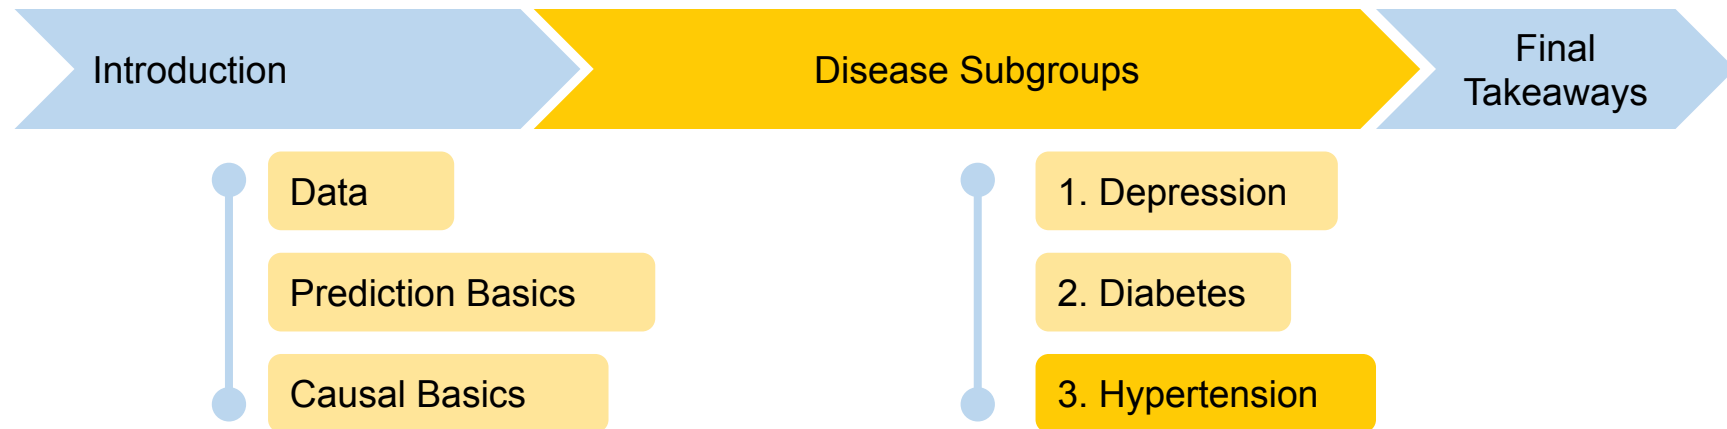 Introduction
Disease Subgroups
Final
Takeaways
Data
Prediction Basics
Causal Basics
1. Depression
2. Diabetes
3. Hypertension